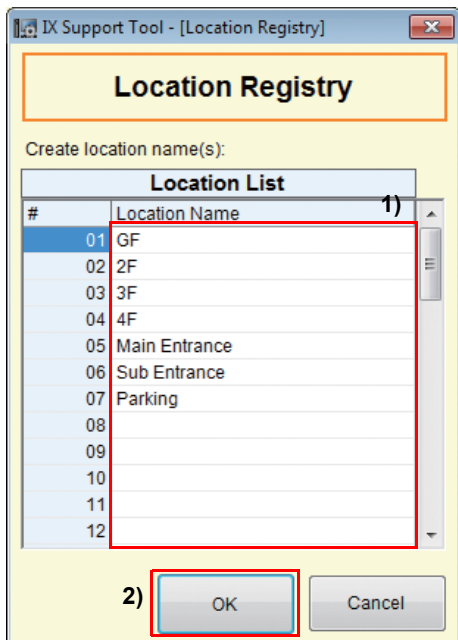 IX Support Tool - [Location Registry]
Location Registry
Create location name(s):
Location List
1)
# Location Name
01 GF
02 2F
03 3F
04 4F
05 Main Entrance
06 Sub Entrance
07 Parking
08
09
10
11
12
2) OK Cancel